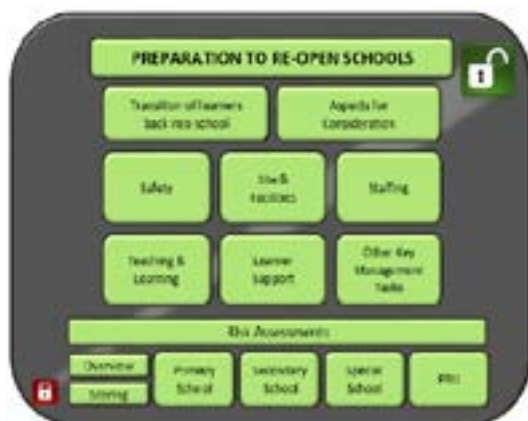 PREPARATION TO RE-OPEN SCHOOLS
Transition of learners
back into school
Aspects for
Consideration
Safety
Site &
Facilities
Staffing
Teaching &
Learning
Learner
Support
Other Key
Management
Tasks
Risk Assessments
Overview
Scoring
Primary
School
Secondary
School
Special
School
PRU